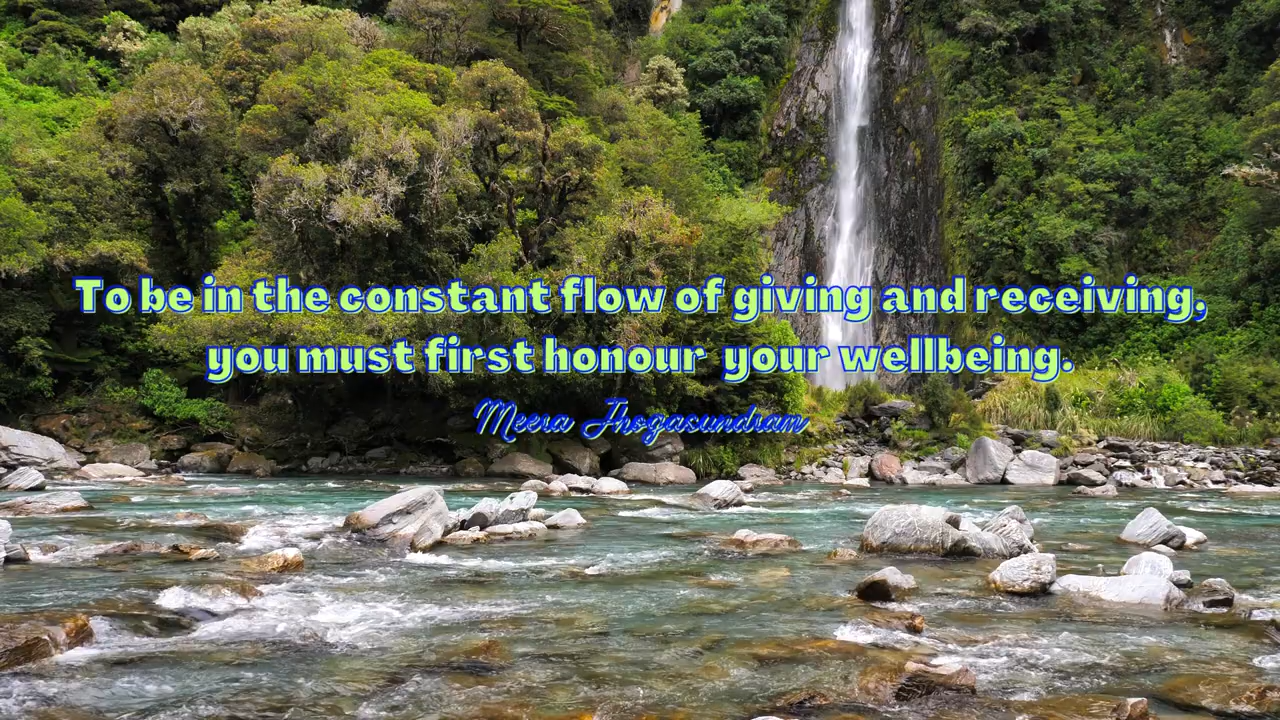 To be in the constant flow of giving and receiving,
you must first honour your wellbeing.
Meera Jhogasundram